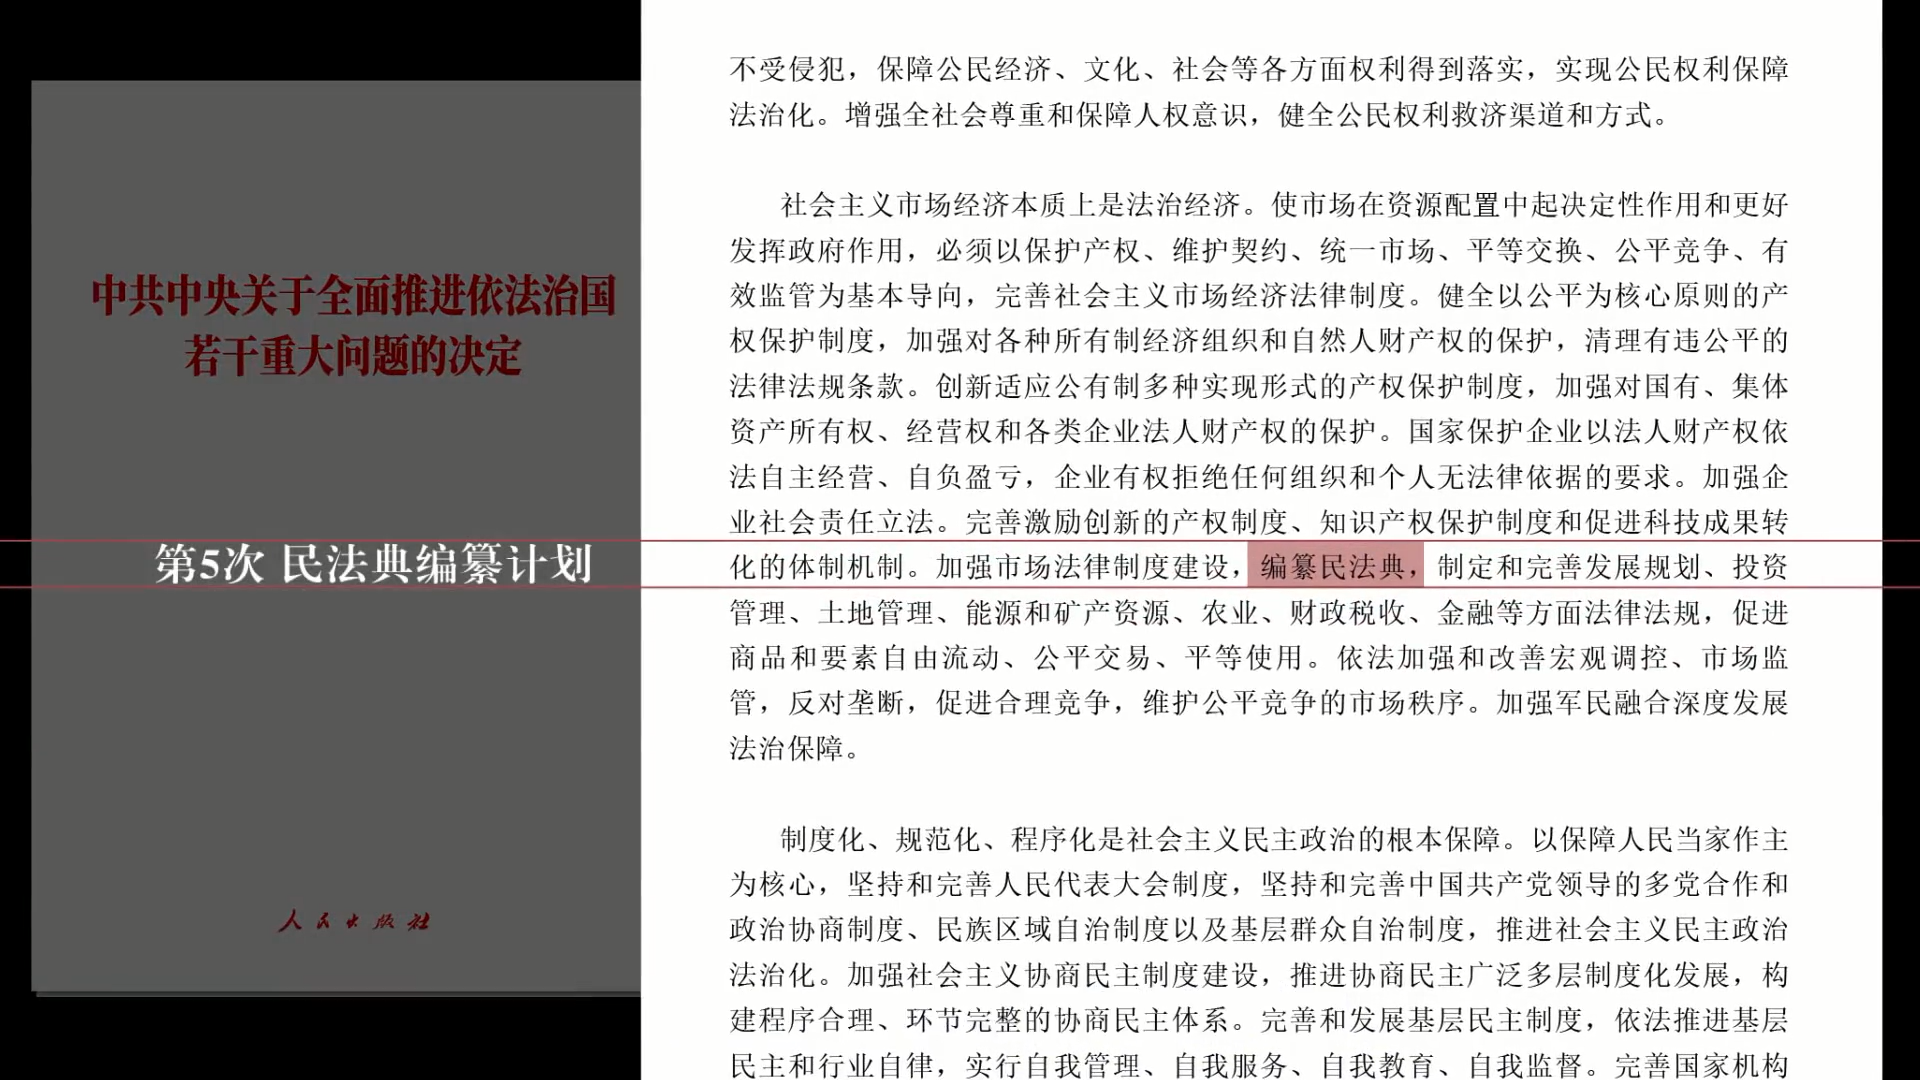 中共中央关于全面推进依法治国
若干重大问题的决定
第5次 民法典编纂计划
人民出版社
不受侵犯，保障公民经济、文化、社会等各方面权利得到落实，实现公民权利保障
法治化。增强全社会尊重和保障人权意识，健全公民权利救济渠道和方式。
社会主义市场经济本质上是法治经济。使市场在资源配置中起决定性作用和更好
发挥政府作用，必须以保护产权、维护契约、统一市场、平等交换、公平竞争、有
效监管为基本导向，完善社会主义市场经济法律制度。健全以公平为核心原则的产
权保护制度，加强对各种所有制经济组织和自然人财产权的保护，清理有违公平的
法律法规条款。创新适应公有制多种实现形式的产权保护制度，加强对国有、集体
资产所有权、经营权和各类企业法人财产权的保护。国家保护企业以法人财产权依
法自主经营、自负盈亏，企业有权拒绝任何组织和个人无法律依据的要求。加强企
业社会责任立法。完善激励创新的产权制度、知识产权保护制度和促进科技成果转
化的体制机制。加强市场法律制度建设，编纂民法典，制定和完善发展规划、投资
管理、土地管理、能源和矿产资源、农业、财政税收、金融等方面法律法规，促进
商品和要素自由流动、公平交易、平等使用。依法加强和改善宏观调控、市场监
管，反对垄断，促进合理竞争，维护公平竞争的市场秩序。加强军民融合深度发展
法治保障。
制度化、规范化、程序化是社会主义民主政治的根本保障。以保障人民当家作主
为核心，坚持和完善人民代表大会制度，坚持和完善中国共产党领导的多党合作和
政治协商制度、民族区域自治制度以及基层群众自治制度，推进社会主义民主政治
法治化。加强社会主义协商民主制度建设，推进协商民主广泛多层制度化发展，构
建程序合理、环节完整的协商民主体系。完善和发展基层民主制度，依法推进基层
民主和行业自律，实行自我管理、自我服务、自我教育、自我监督。完善国家机构